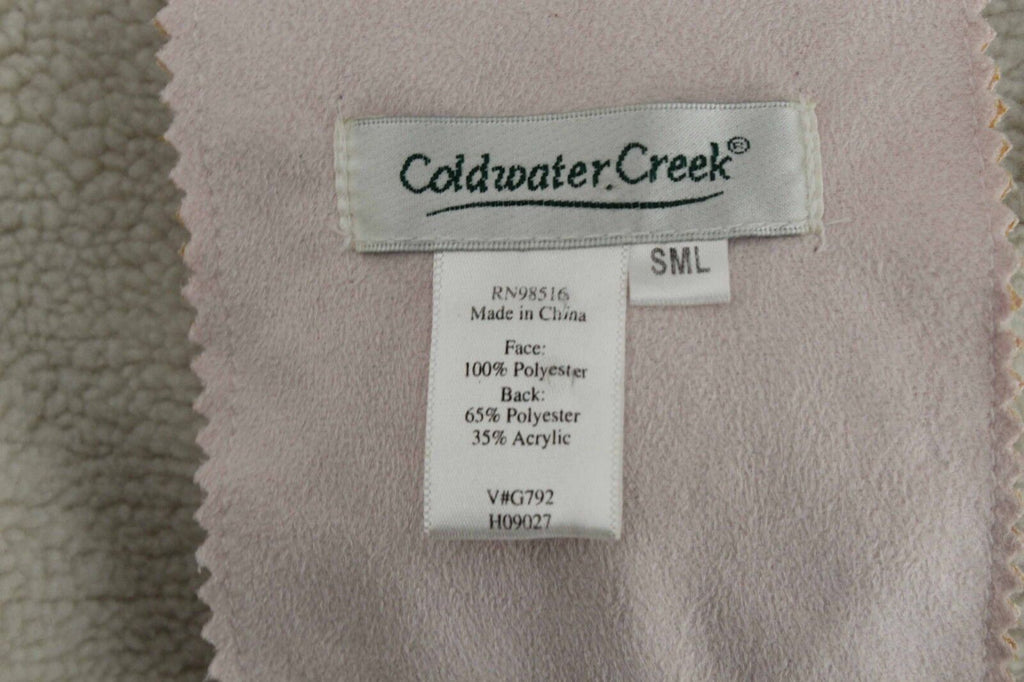 Coldwater Creek®
SML
RN98516
Made in China
Face:
100% Polyester
Back:
65% Polyester
35% Acrylic
V#G792
H09027